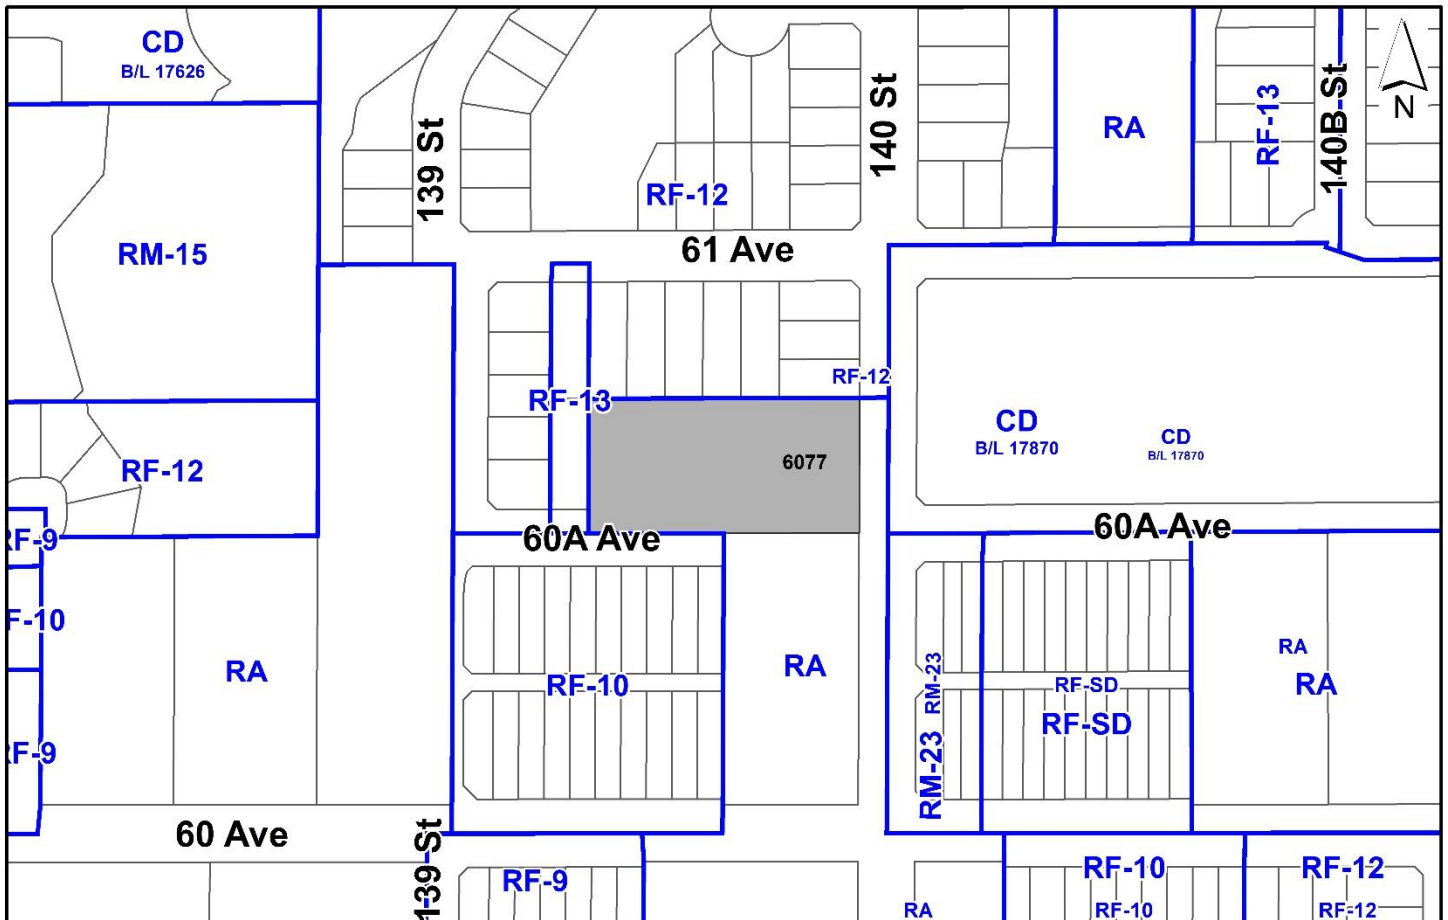 CD
B/L 17626
139 St
RF-12
140 St
RA
RF-13
140B St
N
RM-15
61 Ave
RF-12
RF-13
6077
CD
B/L 17870
CD
B/L 17870
RF-12
RF-9
60A Ave
60A Ave
F-10
RA
RF-10
RA
RM-23
RM-23
RF-SD
RF-SD
RA
RA
RF-9
60 Ave
139 St
RF-9
RA
RF-10
RF-10
RF-12
RF-12